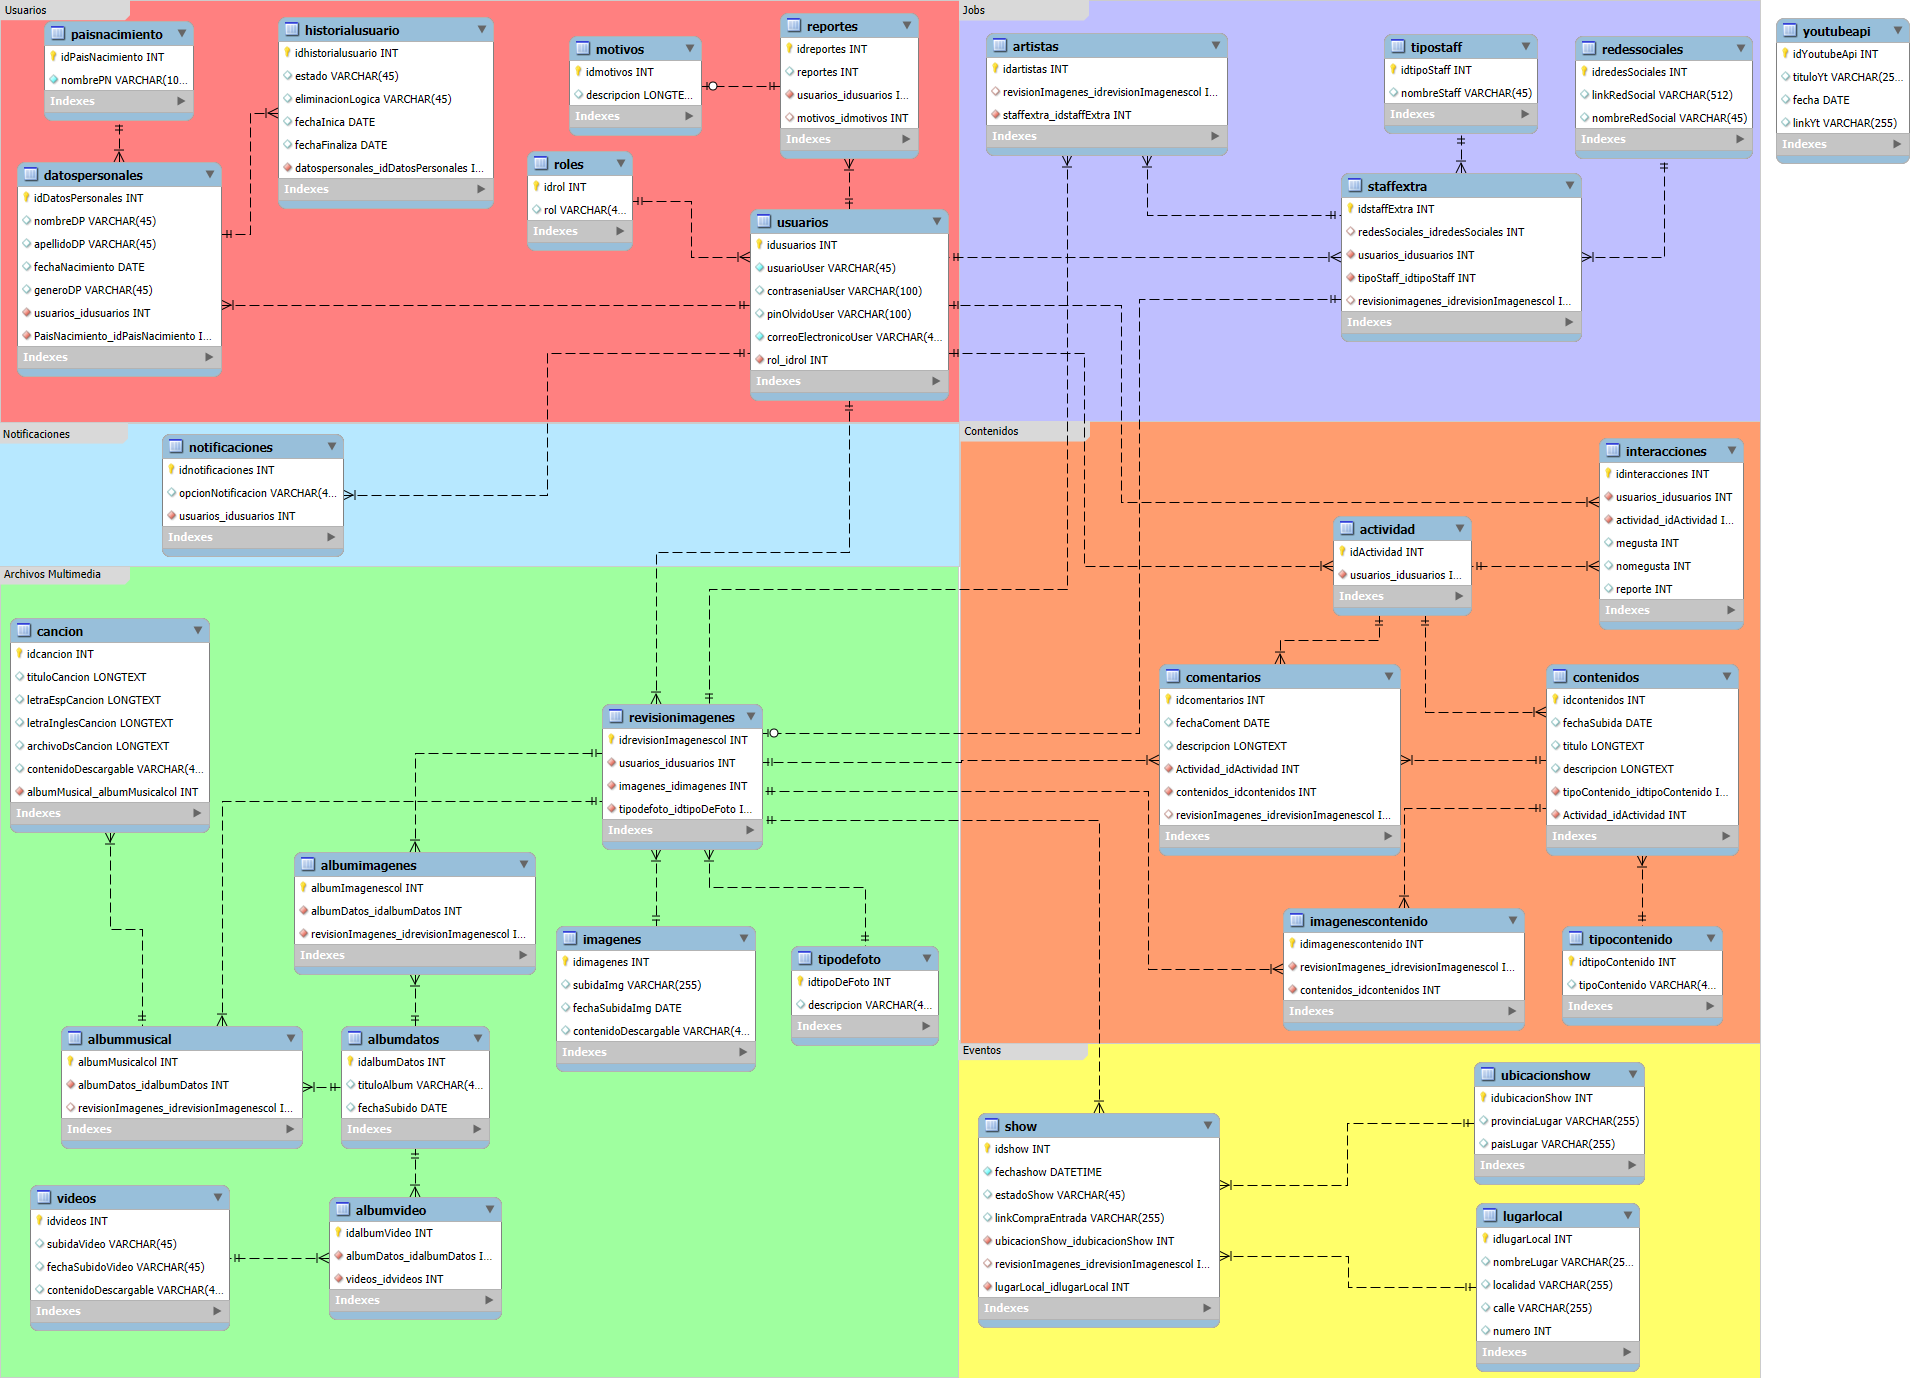 Usuarios
paisnacimiento
idPaisNacimiento INT
nombrePN VARCHAR(10...
Indexes
historialusuario
idhistorialusuario INT
estado VARCHAR(45)
eliminacionLogica VARCHAR(45)
fechaInica DATE
fechaFinaliza DATE
datospersonales_idDatosPersonales I...
Indexes
motivos
idmotivos INT
descripcion LONGTE...
Indexes
reportes
idreportes INT
reportes INT
usuarios_idusuarios I...
motivos_idmotivos INT
Indexes
datospersonales
idDatosPersonales INT
nombreDP VARCHAR(45)
apellidoDP VARCHAR(45)
fechaNacimiento DATE
generoDP VARCHAR(45)
usuarios_idusuarios INT
PaisNacimiento_idPaisNacimiento I...
Indexes
roles
idrol INT
rol VARCHAR(4...
Indexes
usuarios
idusuarios INT
usuarioUser VARCHAR(45)
contraseniaUser VARCHAR(100)
pinOlvidoUser VARCHAR(100)
correoElectronicoUser VARCHAR(4...
rol_idrol INT
Indexes
Jobs
artistas
idartistas INT
revisionImagenes_idrevisionImagenescol I...
staffextra_idstaffExtra INT
Indexes
tipostaff
idtipoStaff INT
nombreStaff VARCHAR(45)
Indexes
redessociales
idredesSociales INT
linkRedSocial VARCHAR(512)
nombreRedSocial VARCHAR(45)
Indexes
staffextra
idstaffExtra INT
redesSociales_idredesSociales INT
usuarios_idusuarios INT
tipoStaff_idtipoStaff INT
revisionimagenes_idrevisionImagenescol I...
Indexes
youtubeapi
idYoutubeApi INT
tituloYt VARCHAR(25...
fecha DATE
linkYt VARCHAR(255)
Indexes
Notificaciones
notificaciones
idnotificaciones INT
opcionNotificacion VARCHAR(4...
usuarios_idusuarios INT
Indexes
Contenidos
interacciones
idinteracciones INT
usuarios_idusuarios INT
actividad_idActividad I...
megusta INT
nomegusta INT
reporte INT
Indexes
actividad
idActividad INT
usuarios_idusuarios I...
Indexes
comentarios
idcomentarios INT
fechaComent DATE
descripcion LONGTEXT
Actividad_idActividad INT
contenidos_idcontenidos INT
revisionImagenes_idrevisionImagenescol I...
Indexes
contenidos
idcontenidos INT
fechaSubida DATE
titulo LONGTEXT
descripcion LONGTEXT
tipoContenido_idtipoContenido I...
Actividad_idActividad INT
Indexes
imagenescontenido
idimagenescontenido INT
revisionImagenes_idrevisionImagenescol I...
contenidos_idcontenidos INT
Indexes
tipocontenido
idtipoContenido INT
tipoContenido VARCHAR(4...
Indexes
Archivos Multimedia
cancion
idcancion INT
tituloCancion LONGTEXT
letraEspCancion LONGTEXT
letraInglesCancion LONGTEXT
archivoDsCancion LONGTEXT
contenidoDescargable VARCHAR(4...
albumMusical_albumMusicalcol INT
Indexes
revisionimagenes
idrevisionImagenescol INT
usuarios_idusuarios INT
imagenes_idimagenes INT
tipodefoto_idtipoDeFoto I...
Indexes
albumimagenes
albumImagenescol INT
albumDatos_idalbumDatos INT
revisionImagenes_idrevisionImagenescol I...
Indexes
imagenes
idimagenes INT
subidaImg VARCHAR(255)
fechaSubidaImg DATE
contenidoDescargable VARCHAR(4...
Indexes
tipodefoto
idtipoDeFoto INT
descripcion VARCHAR(4...
Indexes
albummusical
albumMusicalcol INT
albumDatos_idalbumDatos INT
revisionImagenes_idrevisionImagenescol I...
Indexes
albumdatos
idalbumDatos INT
tituloAlbum VARCHAR(4...
fechaSubido DATE
Indexes
videos
idvideos INT
subidaVideo VARCHAR(45)
fechaSubidoVideo VARCHAR(45)
contenidoDescargable VARCHAR(4...
Indexes
albumvideo
idalbumVideo INT
albumDatos_idalbumDatos I...
videos_idvideos INT
Indexes
Eventos
show
idshow INT
fechashow DATETIME
estadoShow VARCHAR(45)
linkCompraEntrada VARCHAR(255)
ubicacionShow_idubicacionShow INT
revisionImagenes_idrevisionImagenescol I...
lugarLocal_idlugarLocal INT
Indexes
ubicacionshow
idubicacionShow INT
provinciaLugar VARCHAR(255)
paisLugar VARCHAR(255)
Indexes
lugarlocal
idlugarLocal INT
nombreLugar VARCHAR(25...
localidad VARCHAR(255)
calle VARCHAR(255)
numero INT
Indexes